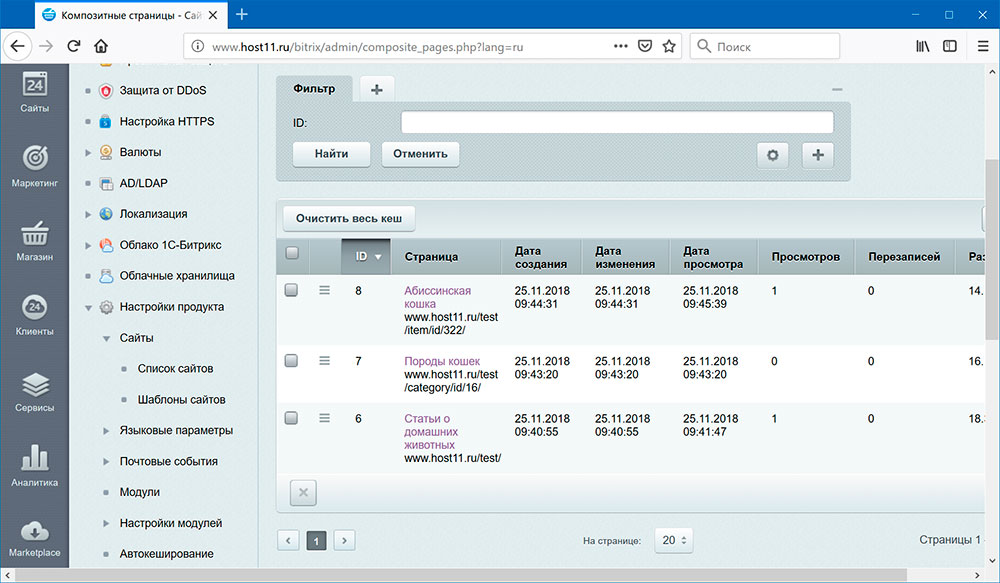 Композитные страницы - Сай
www.host11.ru/bitrix/admin/composite_pages.php?lang=ru
Поиск
24
Сайты
Маркетинг
Магазин
24
Клиенты
Сервисы
Аналитика
Marketplace
Защита от DDoS
Настройка HTTPS
Валюты
AD/LDAP
Локализация
Облако 1С-Битрикс
Облачные хранилища
Настройки продукта
Сайты
Список сайтов
Шаблоны сайтов
Языковые параметры
Почтовые события
Модули
Настройки модулей
Автокеширование
Фильтр
ID:
Найти
Отменить
Очистить весь кеш
ID
Страница
Дата
создания
Дата
изменения
Дата
просмотра
Просмотров
Перезаписей
Раз
8
Абиссинская
кошка
www.host11.ru/test
/item/id/322/
25.11.2018
09:44:31
25.11.2018
09:44:31
25.11.2018
09:45:39
1
0
14.
7
Породы кошек
www.host11.ru/test
/category/id/16/
25.11.2018
09:43:20
25.11.2018
09:43:20
25.11.2018
09:43:20
0
0
16.
6
Статьи о
домашних
животных
www.host11.ru/test/
25.11.2018
09:40:55
25.11.2018
09:40:55
25.11.2018
09:41:47
1
0
18.
1
На странице:
20
Страницы 1